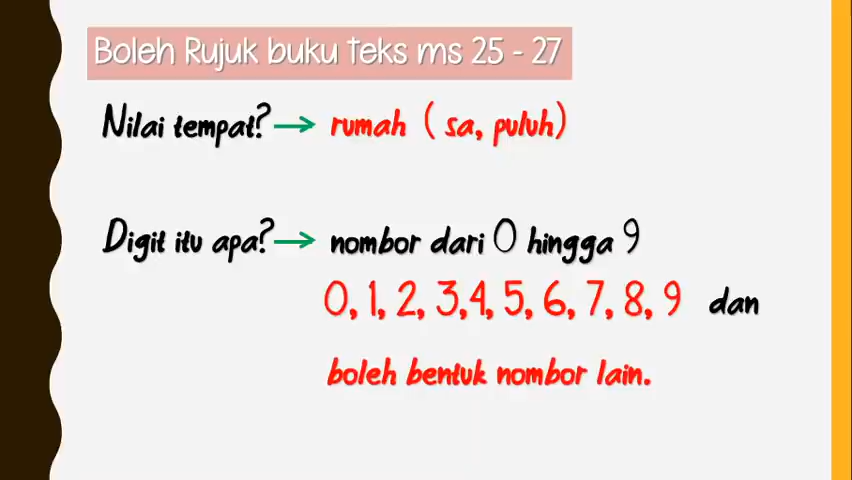 Boleh Rujuk buku teks ms 25 - 27
Nilai tempat? → rumah ( sa, puluh)
Digit itu apa? → nombor dari 0 hingga 9
0, 1, 2, 3,4, 5, 6, 7, 8, 9 dan
boleh bentuk nombor lain.